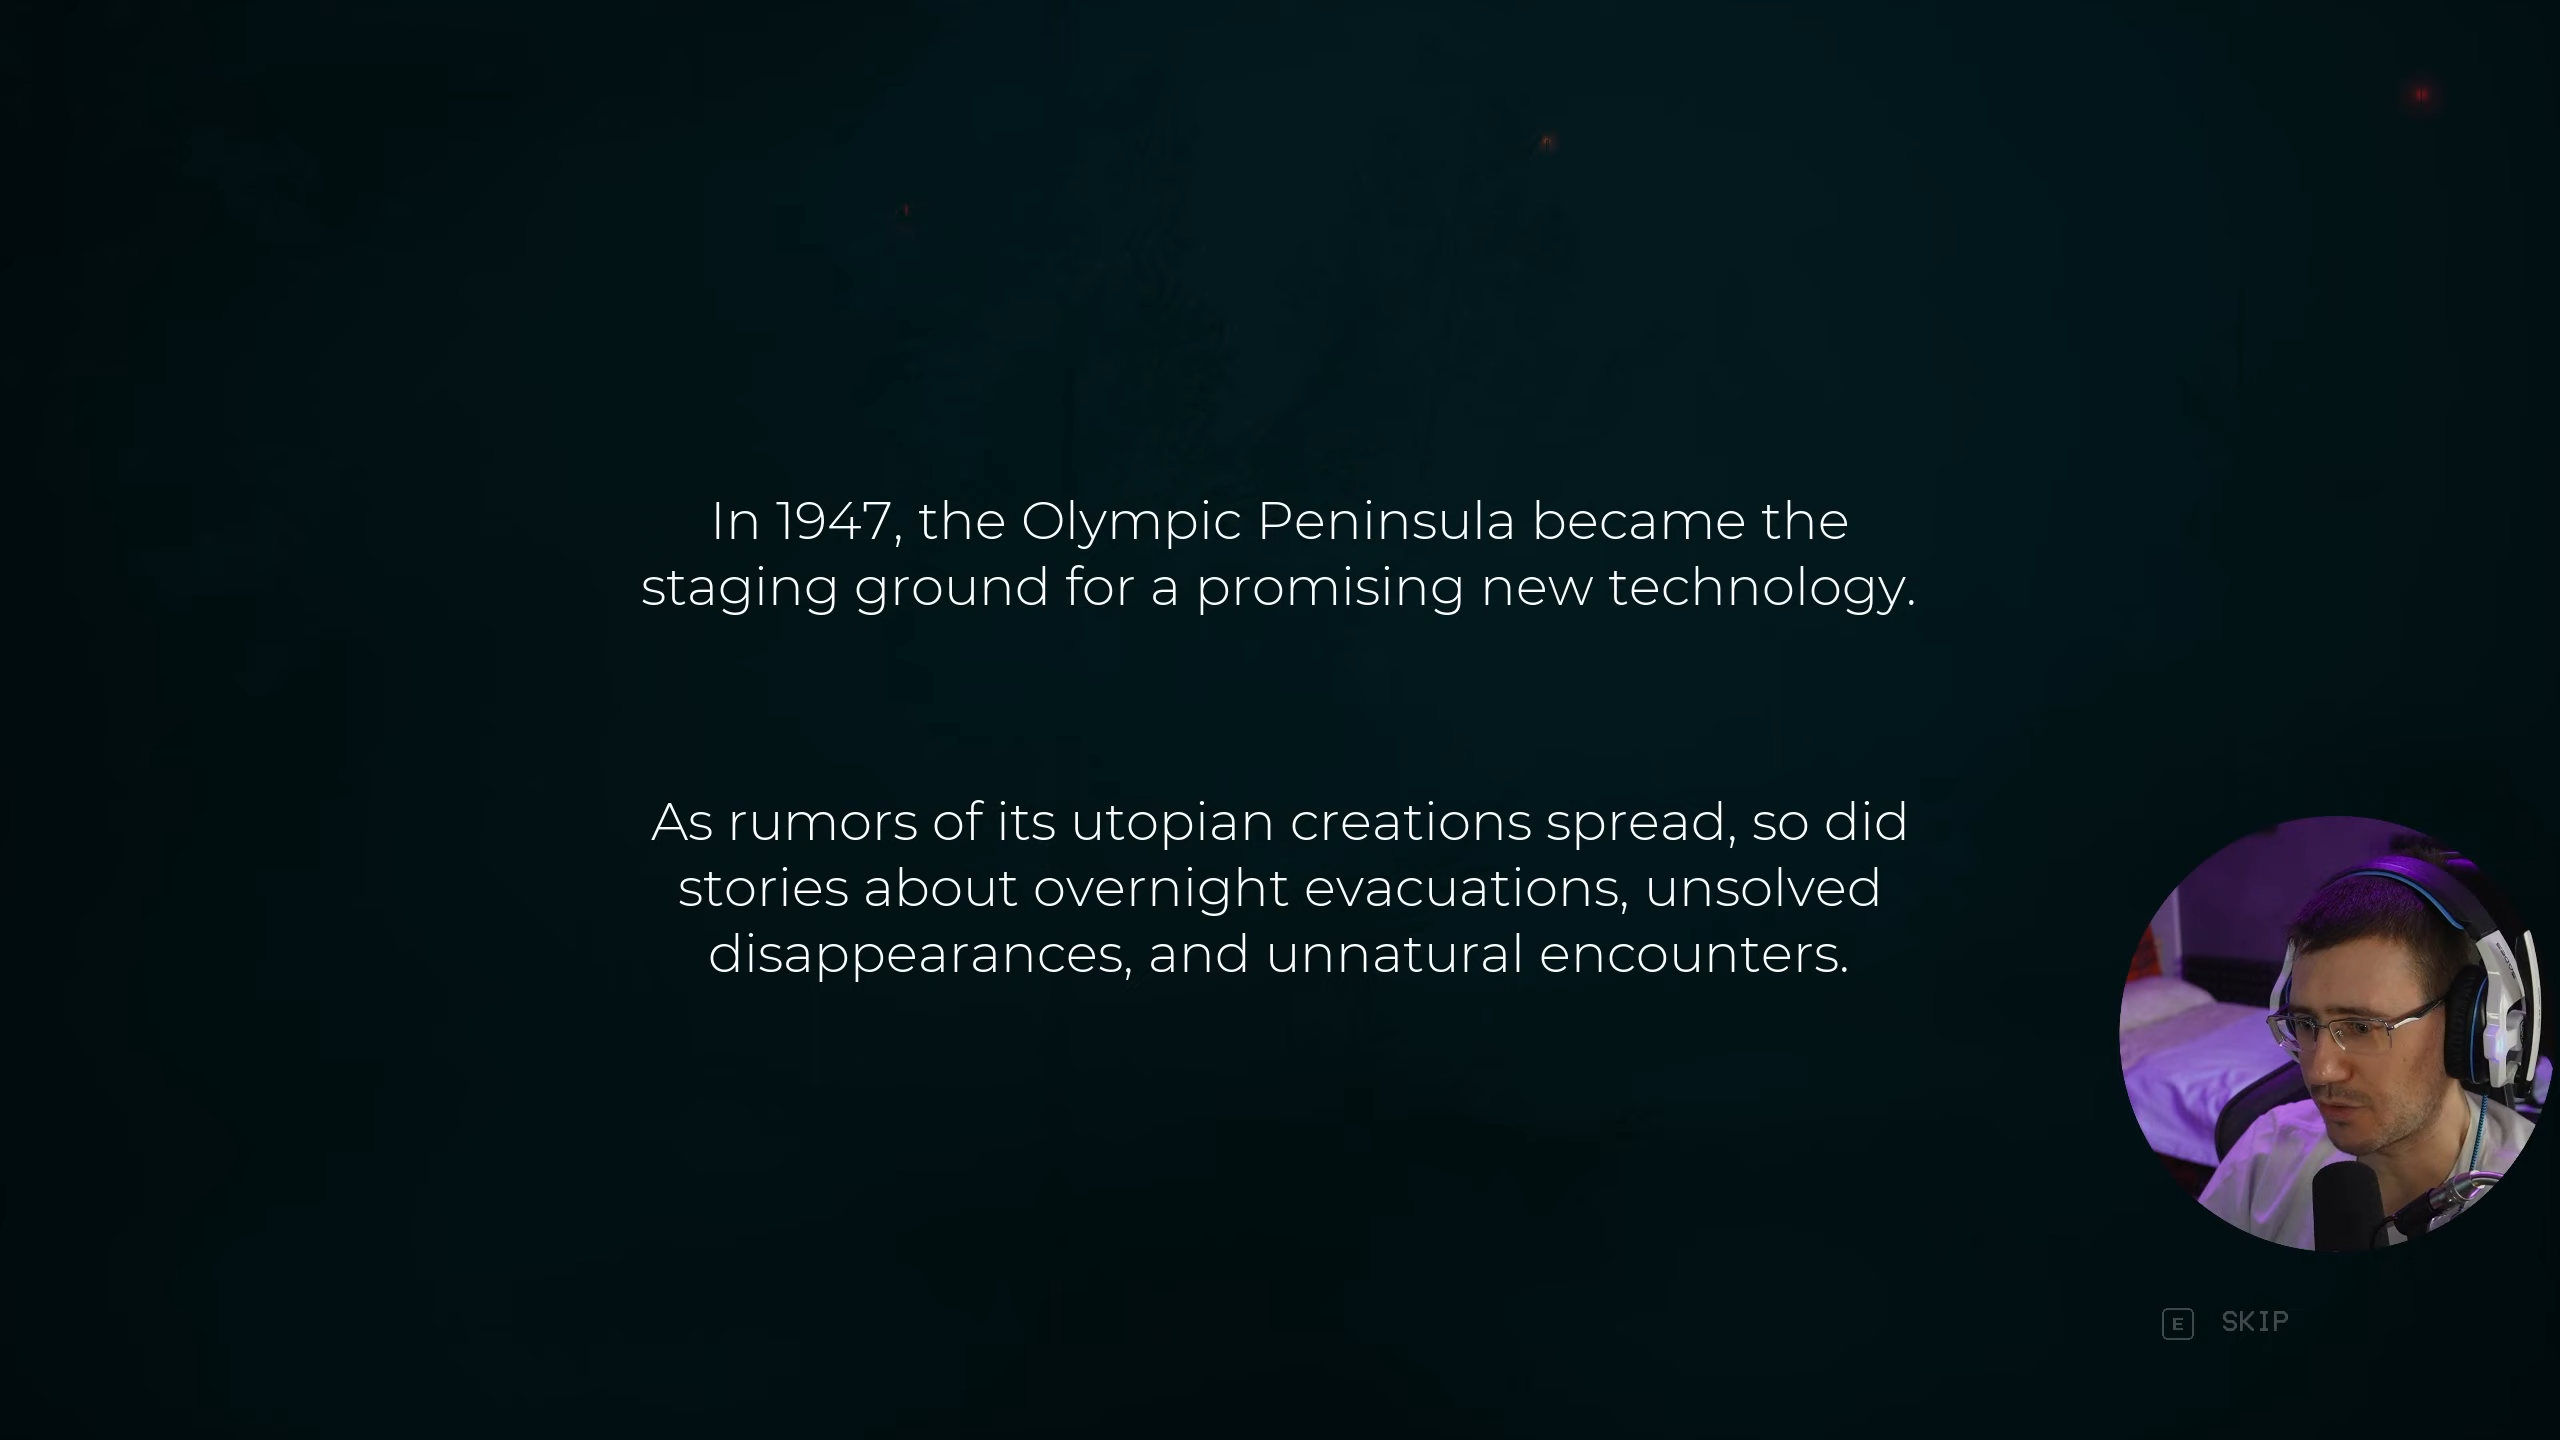 In 1947, the Olympic Peninsula became the
staging ground for a promising new technology.
As rumors of its utopian creations spread, so did
stories about overnight evacuations, unsolved
disappearances, and unnatural encounters.
E SKIP